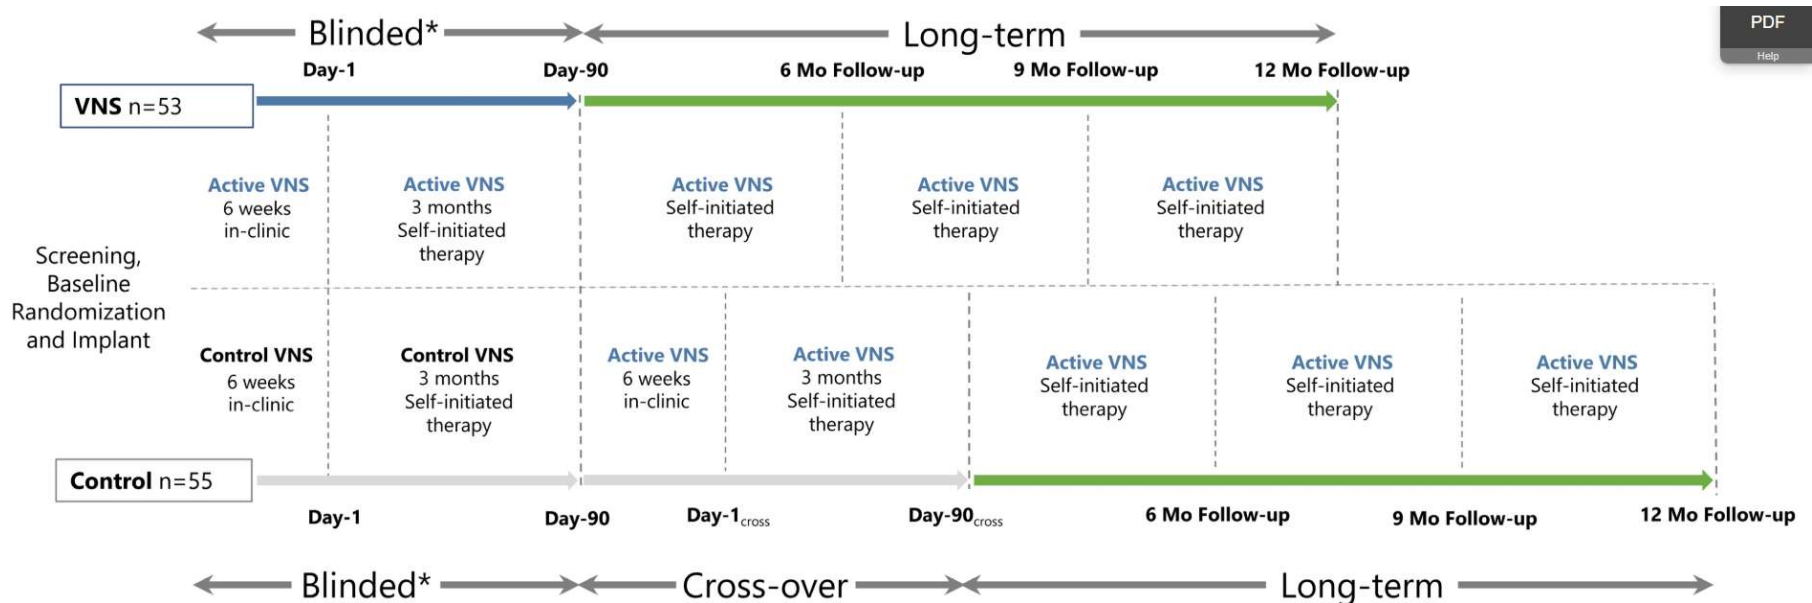 Blinded*
Long-term
PDF
Help
Day-1
Day-90
6 Mo Follow-up
9 Mo Follow-up
12 Mo Follow-up
VNS n=53
Active VNS
6 weeks
in-clinic
Active VNS
3 months
Self-initiated
therapy
Active VNS
Self-initiated
therapy
Active VNS
Self-initiated
therapy
Active VNS
Self-initiated
therapy
Screening,
Baseline
Randomization
and Implant
Control VNS
6 weeks
in-clinic
Control VNS
3 months
Self-initiated
therapy
Active VNS
6 weeks
in-clinic
Active VNS
3 months
Self-initiated
therapy
Active VNS
Self-initiated
therapy
Active VNS
Self-initiated
therapy
Active VNS
Self-initiated
therapy
Control n=55
Day-1
Day-90
Day-1cross
Day-90cross
6 Mo Follow-up
9 Mo Follow-up
12 Mo Follow-up
Blinded*
Cross-over
Long-term